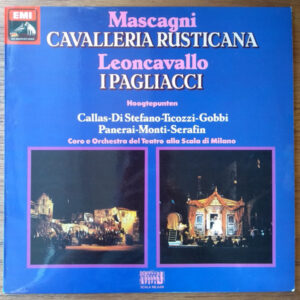 EMI
Mascagni
CAVALLERIA RUSTICANA
Leoncavallo
I PAGLIACCI
Hoogtepunten
Callas-Di Stefano-Ticozzi-Gobbi
Panerai-Monti-Serafin
Coro e Orchestra del Teatro alla Scala di Milano